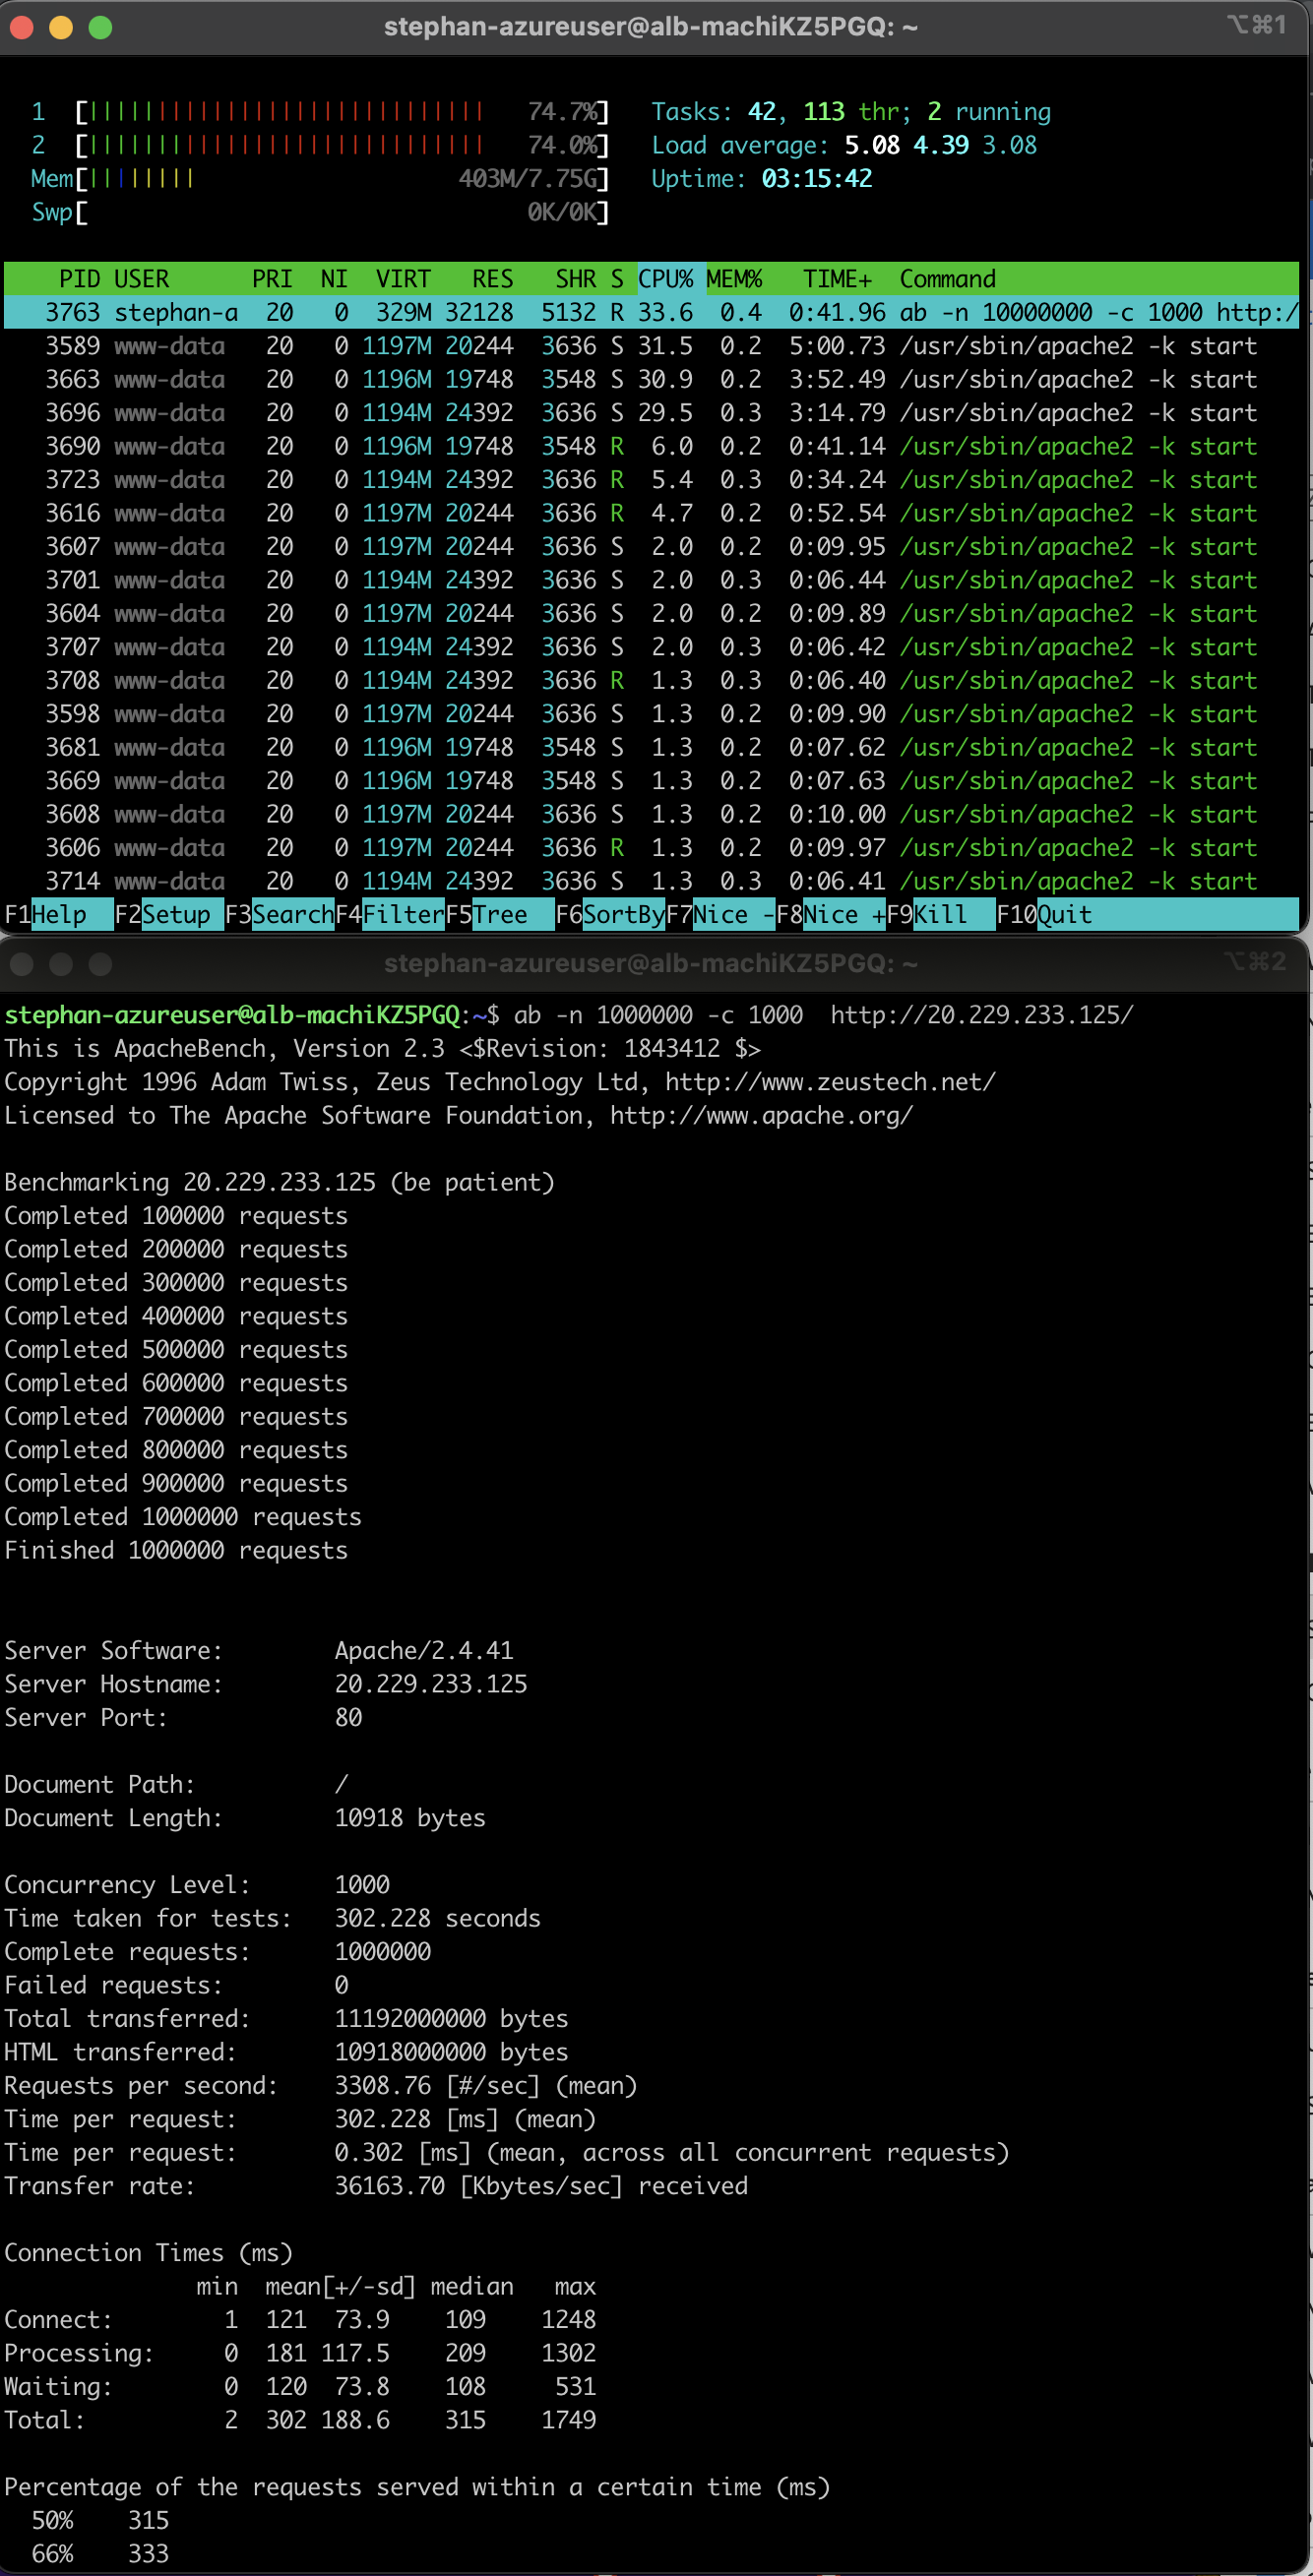 stephan-azureuser@alb-machiKZ5PGQ: ~ ⌥⌘1
1 [||||||||||||||||||||||||||||| 74.7%] Tasks: 42, 113 thr; 2 running
2 [||||||||||||||||||||||||||||| 74.0%] Load average: 5.08 4.39 3.08
Mem[|||||||| 403M/7.75G] Uptime: 03:15:42
Swp[ 0K/0K]
PID USER PRI NI VIRT RES SHR S CPU% MEM% TIME+ Command
3763 stephan-a 20 0 329M 32128 5132 R 33.6 0.4 0:41.96 ab -n 10000000 -c 1000 http:/
3589 www-data 20 0 1197M 20244 3636 S 31.5 0.2 5:00.73 /usr/sbin/apache2 -k start
3663 www-data 20 0 1196M 19748 3548 S 30.9 0.2 3:52.49 /usr/sbin/apache2 -k start
3696 www-data 20 0 1194M 24392 3636 S 29.5 0.3 3:14.79 /usr/sbin/apache2 -k start
3690 www-data 20 0 1196M 19748 3548 R 6.0 0.2 0:41.14 /usr/sbin/apache2 -k start
3723 www-data 20 0 1194M 24392 3636 R 5.4 0.3 0:34.24 /usr/sbin/apache2 -k start
3616 www-data 20 0 1197M 20244 3636 R 4.7 0.2 0:52.54 /usr/sbin/apache2 -k start
3607 www-data 20 0 1197M 20244 3636 S 2.0 0.2 0:09.95 /usr/sbin/apache2 -k start
3701 www-data 20 0 1194M 24392 3636 S 2.0 0.3 0:06.44 /usr/sbin/apache2 -k start
3604 www-data 20 0 1197M 20244 3636 S 2.0 0.2 0:09.89 /usr/sbin/apache2 -k start
3707 www-data 20 0 1194M 24392 3636 S 2.0 0.3 0:06.42 /usr/sbin/apache2 -k start
3708 www-data 20 0 1194M 24392 3636 R 1.3 0.3 0:06.40 /usr/sbin/apache2 -k start
3598 www-data 20 0 1197M 20244 3636 S 1.3 0.2 0:09.90 /usr/sbin/apache2 -k start
3681 www-data 20 0 1196M 19748 3548 S 1.3 0.2 0:07.62 /usr/sbin/apache2 -k start
3669 www-data 20 0 1196M 19748 3548 S 1.3 0.2 0:07.63 /usr/sbin/apache2 -k start
3608 www-data 20 0 1197M 20244 3636 S 1.3 0.2 0:10.00 /usr/sbin/apache2 -k start
3606 www-data 20 0 1197M 20244 3636 R 1.3 0.2 0:09.97 /usr/sbin/apache2 -k start
3714 www-data 20 0 1194M 24392 3636 S 1.3 0.3 0:06.41 /usr/sbin/apache2 -k start
F1Help F2Setup F3SearchF4FilterF5Tree F6SortByF7Nice -F8Nice +F9Kill F10Quit
stephan-azureuser@alb-machiKZ5PGQ: ~ ⌥⌘2
stephan-azureuser@alb-machiKZ5PGQ:~$ ab -n 1000000 -c 1000 http://20.229.233.125/
This is ApacheBench, Version 2.3 <$Revision: 1843412 $>
Copyright 1996 Adam Twiss, Zeus Technology Ltd, http://www.zeustech.net/
Licensed to The Apache Software Foundation, http://www.apache.org/
Benchmarking 20.229.233.125 (be patient)
Completed 100000 requests
Completed 200000 requests
Completed 300000 requests
Completed 400000 requests
Completed 500000 requests
Completed 600000 requests
Completed 700000 requests
Completed 800000 requests
Completed 900000 requests
Completed 1000000 requests
Finished 1000000 requests
Server Software: Apache/2.4.41
Server Hostname: 20.229.233.125
Server Port: 80
Document Path: /
Document Length: 10918 bytes
Concurrency Level: 1000
Time taken for tests: 302.228 seconds
Complete requests: 1000000
Failed requests: 0
Total transferred: 11192000000 bytes
HTML transferred: 10918000000 bytes
Requests per second: 3308.76 [#/sec] (mean)
Time per request: 302.228 [ms] (mean)
Time per request: 0.302 [ms] (mean, across all concurrent requests)
Transfer rate: 36163.70 [Kbytes/sec] received
Connection Times (ms)
min mean[+/-sd] median max
Connect: 1 121 73.9 109 1248
Processing: 0 181 117.5 209 1302
Waiting: 0 120 73.8 108 531
Total: 2 302 188.6 315 1749
Percentage of the requests served within a certain time (ms)
50% 315
66% 333